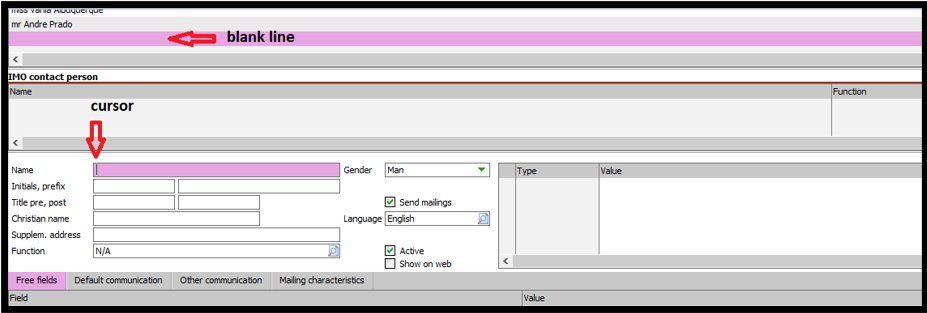 miss Vania Albuquerque
mr Andre Prado
blank line
<
IMO contact person
Name Function
cursor
<
Name Gender Man Type Value
Initials, prefix
Title pre, post Send mailings
Christian name Language English
Supplem. address
Function N/A Active
Show on web
<
Free fields Default communication Other communication Mailing characteristics
Field Value